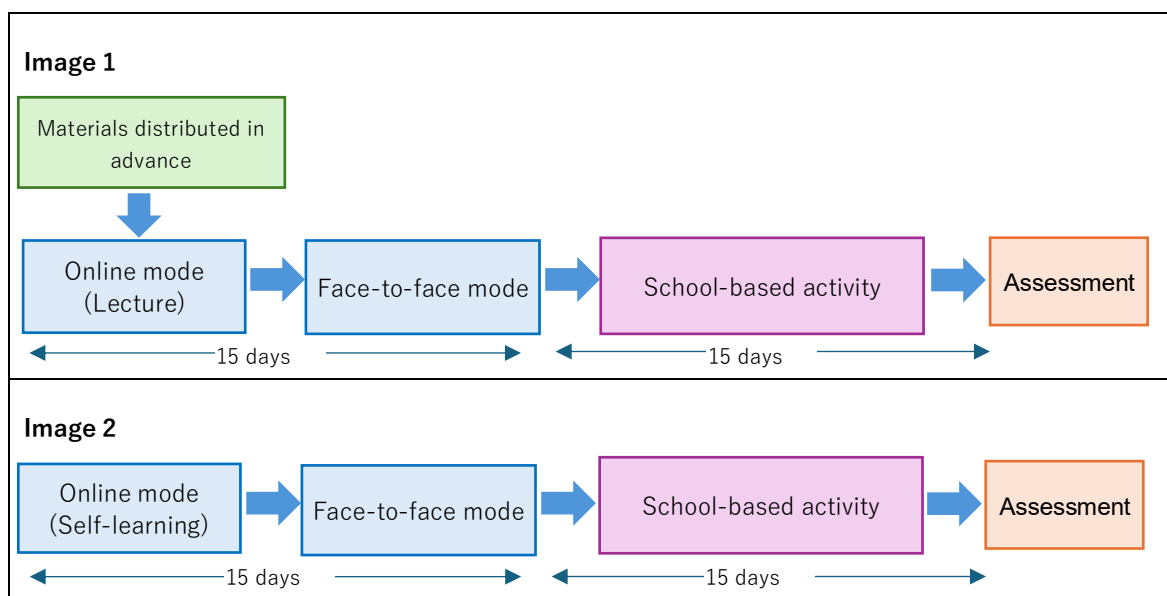 Image 1
Materials distributed in
advance
Online mode
(Lecture)
Face-to-face mode
School-based activity
Assessment
15 days
15 days
Image 2
Online mode
(Self-learning)
Face-to-face mode
School-based activity
Assessment
15 days
15 days